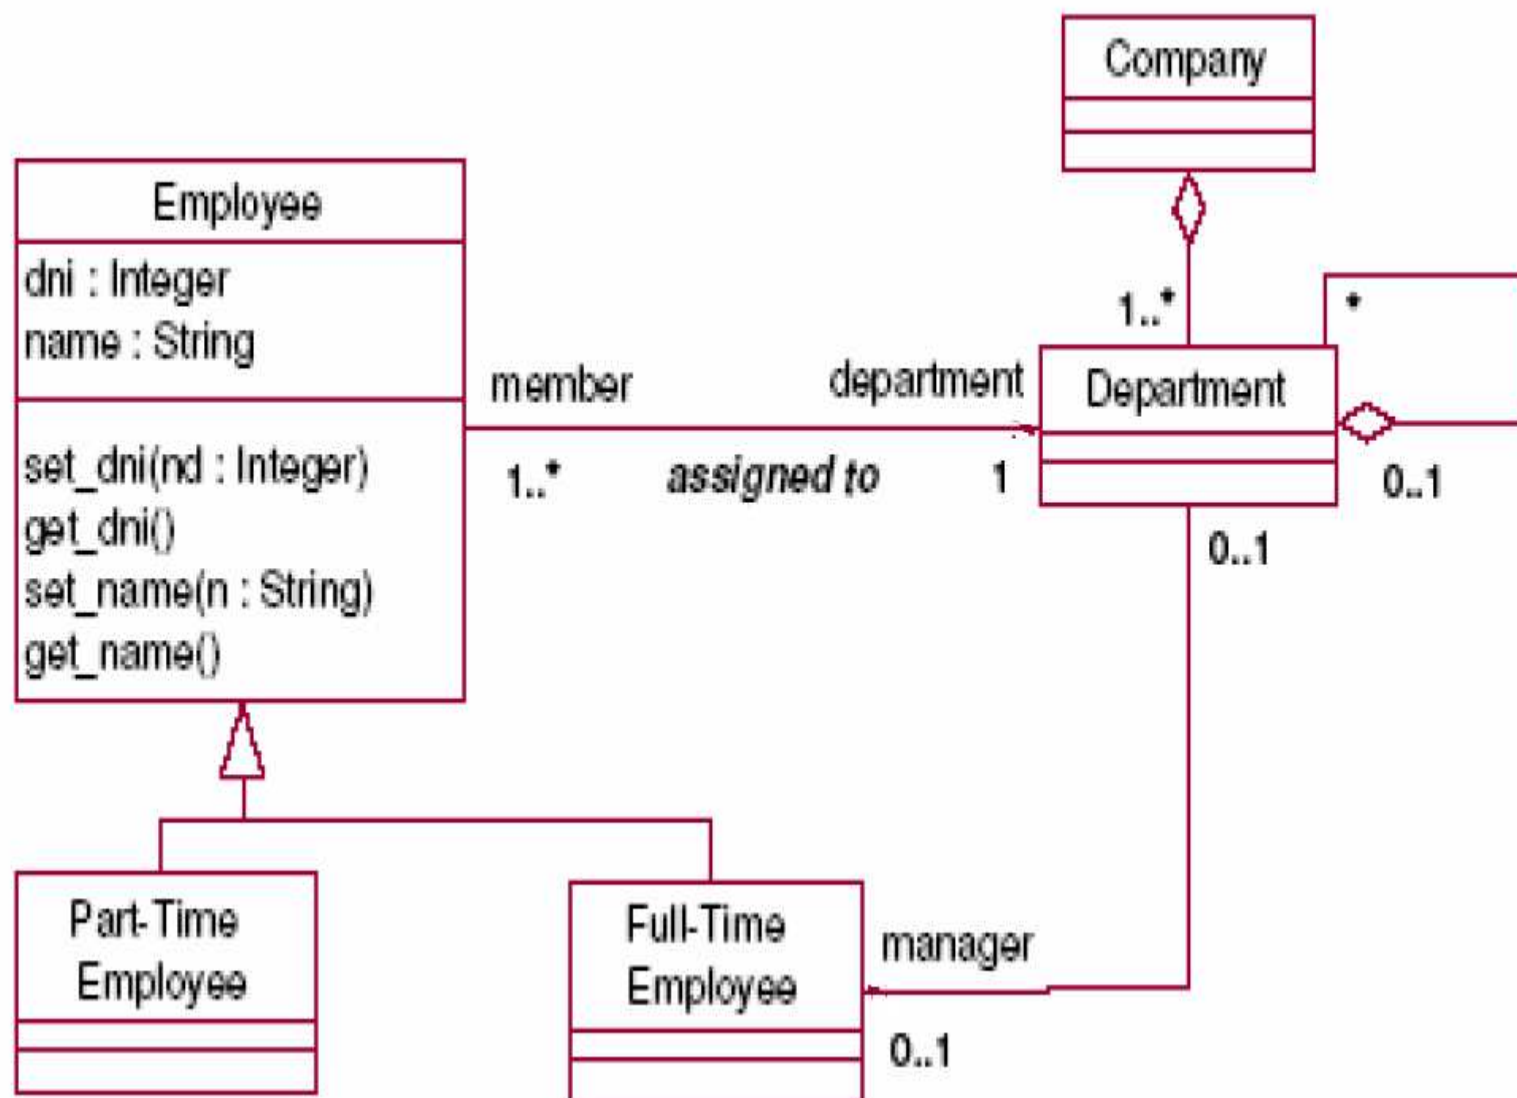 Company
Employee
dni : Integer
name : String
set_dni(nd : Integer)
get_dni()
set_name(n : String)
get_name()
member
department
1..*
assigned to
1
1..*
Department
*
0..1
0..1
Part-Time
Employee
Full-Time
Employee
manager
0..1